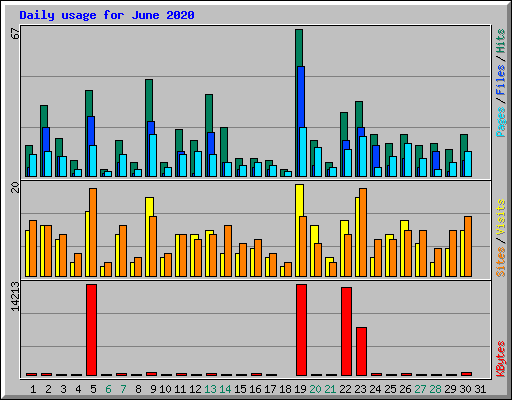 Daily usage for June 2020
67
Pages / Files / Hits
20
Sites / Visits
14213
KBytes
1 2 3 4 5 6 7 8 9 10 11 12 13 14 15 16 17 18 19 20 21 22 23 24 25 26 27 28 29 30 31